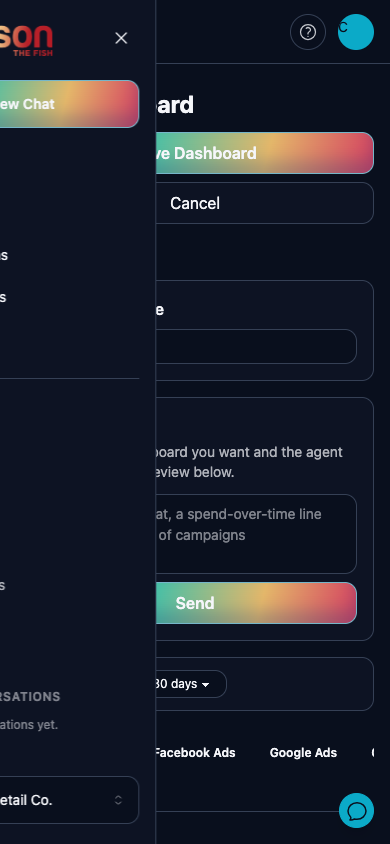 son
THE FISH
ew Chat
s
RSATIONS
ations yet.
etail Co.
C
ard
ve Dashboard
Cancel
e
board you want and the agent
eview below.
at, a spend-over-time line
of campaigns
Send
30 days
Facebook Ads
Google Ads